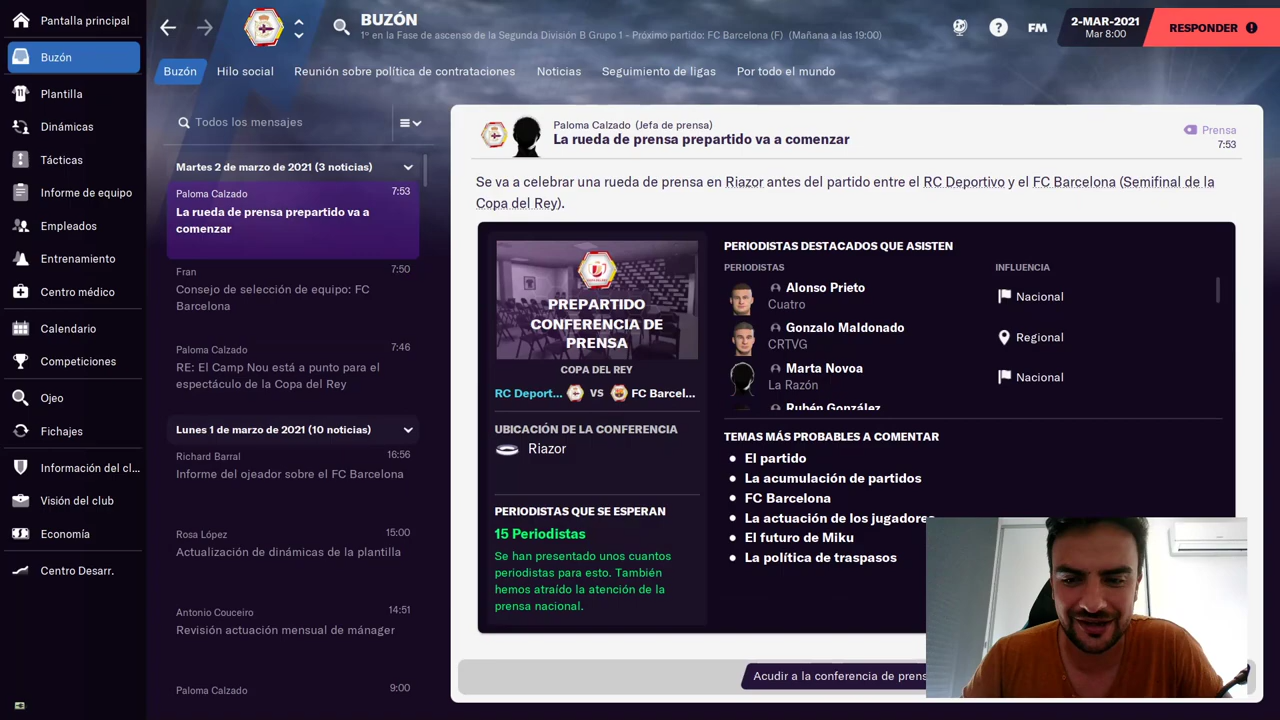 Pantalla principal
Buzón
Plantilla
Dinámicas
Tácticas
Informe de equipo
Empleados
Entrenamiento
Centro médico
Calendario
Competiciones
Ojeo
Fichajes
Información del cl...
Visión del club
Economía
Centro Desarr.
BUZÓN
1º en la Fase de ascenso de la Segunda División B Grupo 1 - Próximo partido: FC Barcelona (F) (Mañana a las 19:00)
FM
2-MAR-2021
Mar 8:00
RESPONDER
Buzón Hilo social Reunión sobre política de contrataciones Noticias Seguimiento de ligas Por todo el mundo
Todos los mensajes
Martes 2 de marzo de 2021 (3 noticias)
Paloma Calzado 7:53
La rueda de prensa prepartido va a
comenzar
Fran 7:50
Consejo de selección de equipo: FC
Barcelona
Paloma Calzado 7:46
RE: El Camp Nou está a punto para el
espectáculo de la Copa del Rey
Lunes 1 de marzo de 2021 (10 noticias)
Richard Barral 16:56
Informe del ojeador sobre el FC Barcelona
Rosa López 15:00
Actualización de dinámicas de la plantilla
Antonio Couceiro 14:51
Revisión actuación mensual de mánager
Paloma Calzado 9:00
Paloma Calzado (Jefa de prensa)
La rueda de prensa prepartido va a comenzar
Prensa
7:53
Se va a celebrar una rueda de prensa en Riazor antes del partido entre el RC Deportivo y el FC Barcelona (Semifinal de la
Copa del Rey).
PREPARTIDO
CONFERENCIA DE
PRENSA
COPA DEL REY
RC Deport... VS FC Barcel...
UBICACIÓN DE LA CONFERENCIA
Riazor
PERIODISTAS QUE SE ESPERAN
15 Periodistas
Se han presentado unos cuantos
periodistas para esto. También
hemos atraído la atención de la
prensa nacional.
PERIODISTAS DESTACADOS QUE ASISTEN
PERIODISTAS INFLUENCIA
Alonso Prieto
Cuatro
Nacional
Gonzalo Maldonado
CRTVG
Regional
Marta Novoa
La Razón
Nacional
Rubén González
TEMAS MÁS PROBABLES A COMENTAR
El partido
La acumulación de partidos
FC Barcelona
La actuación de los jugadores
El futuro de Miku
La política de traspasos
Acudir a la conferencia de prens